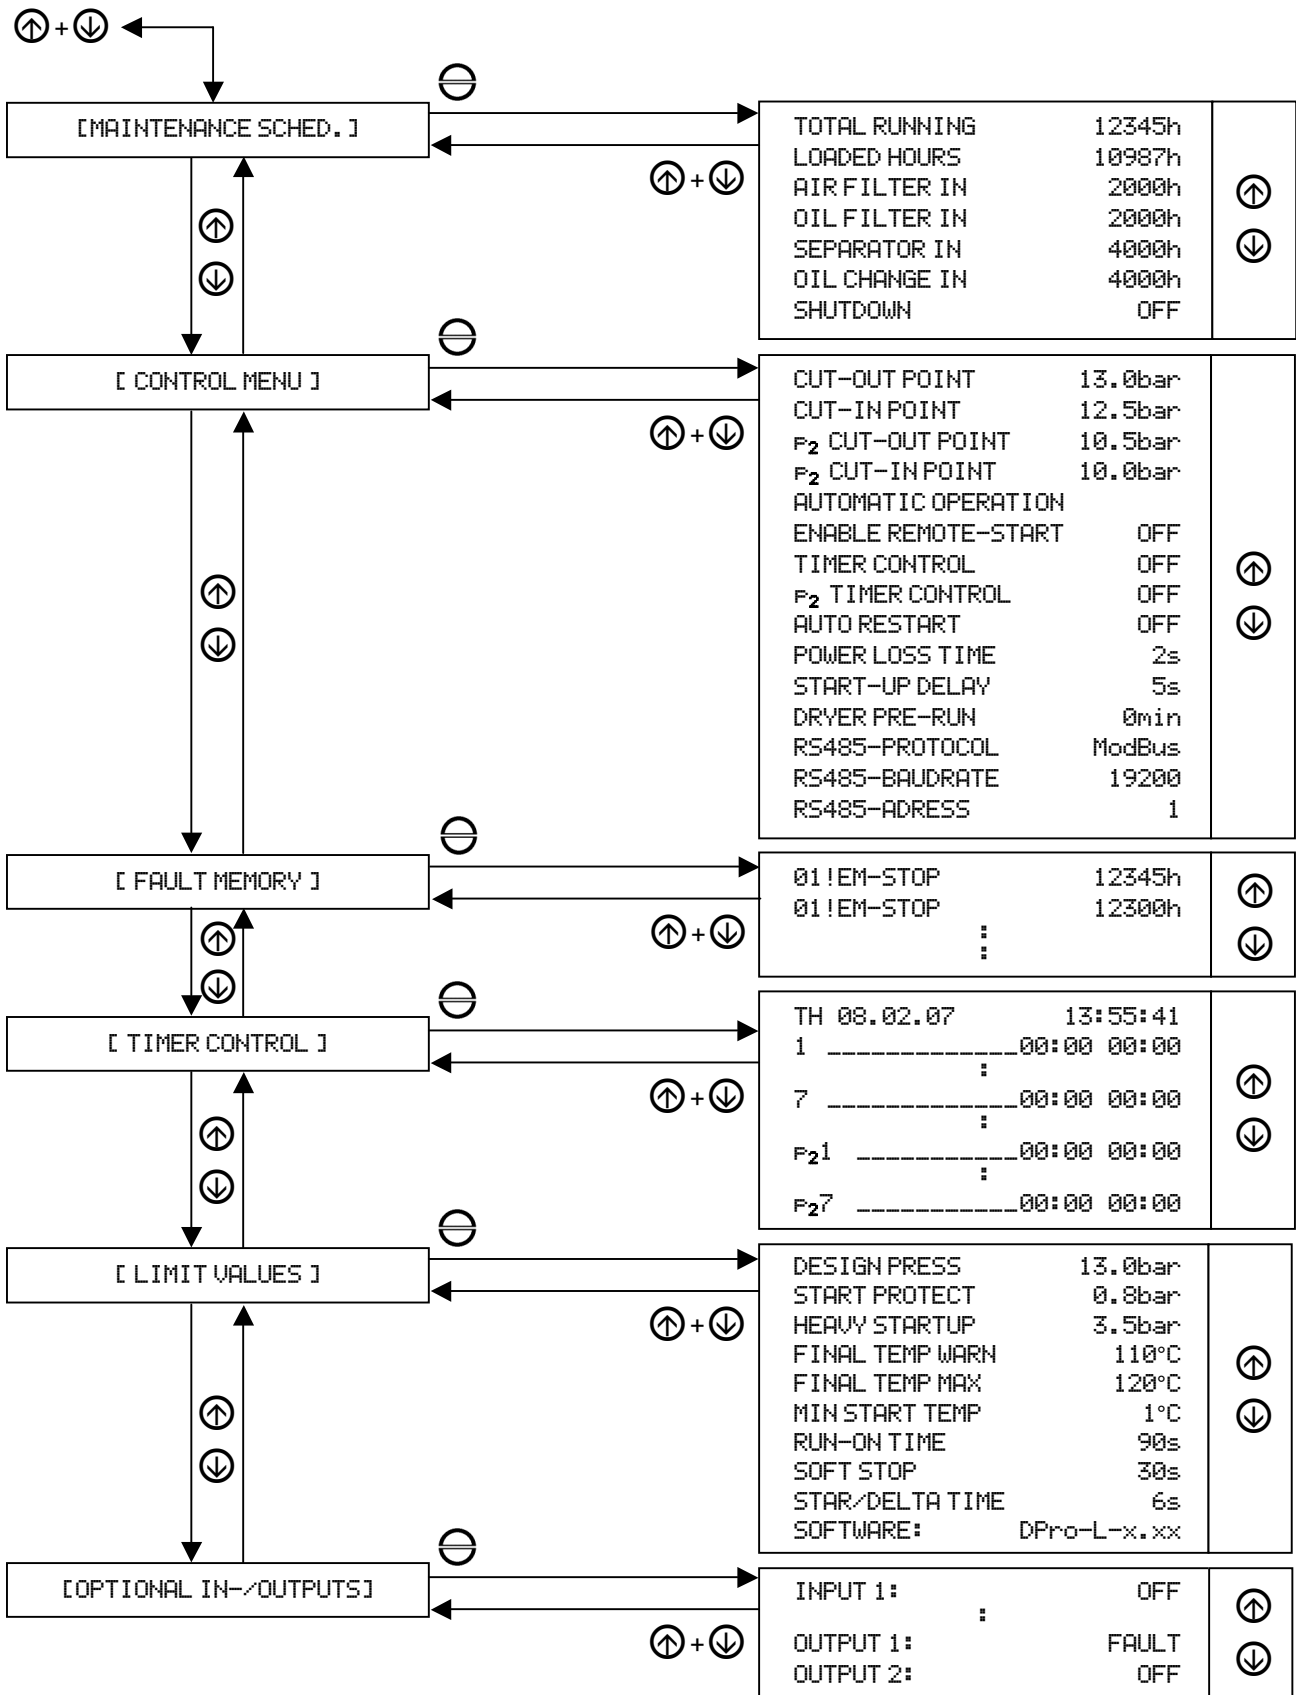 +
[MAINTENANCE SCHED.]
TOTAL RUNNING 12345h
LOADED HOURS 10987h
AIR FILTER IN 2000h
OIL FILTER IN 2000h
SEPARATOR IN 4000h
OIL CHANGE IN 4000h
SHUTDOWN OFF
+
[ CONTROL MENU ]
CUT-OUT POINT 13.0bar
CUT-IN POINT 12.5bar
P2 CUT-OUT POINT 10.5bar
P2 CUT-IN POINT 10.0bar
AUTOMATIC OPERATION
ENABLE REMOTE-START OFF
TIMER CONTROL OFF
P2 TIMER CONTROL OFF
AUTO RESTART OFF
POWER LOSS TIME 2s
START-UP DELAY 5s
DRYER PRE-RUN 0min
RS485-PROTOCOL ModBus
RS485-BAUDRATE 19200
RS485-ADRESS 1
+
[ FAULT MEMORY ]
01!EM-STOP 12345h
01!EM-STOP 12300h
:
:
+
[ TIMER CONTROL ]
TH 08.02.07 13:55:41
1 _____________00:00 00:00
:
7 _____________00:00 00:00
:
P21 ___________00:00 00:00
:
P27 ___________00:00 00:00
+
[ LIMIT VALUES ]
DESIGN PRESS 13.0bar
START PROTECT 0.8bar
HEAVY STARTUP 3.5bar
FINAL TEMP WARN 110°C
FINAL TEMP MAX 120°C
MIN START TEMP 1°C
RUN-ON TIME 90s
SOFT STOP 30s
STAR/DELTA TIME 6s
SOFTWARE: DPro-L-x.xx
+
[OPTIONAL IN-/OUTPUTS]
INPUT 1: OFF
:
OUTPUT 1: FAULT
OUTPUT 2: OFF
+